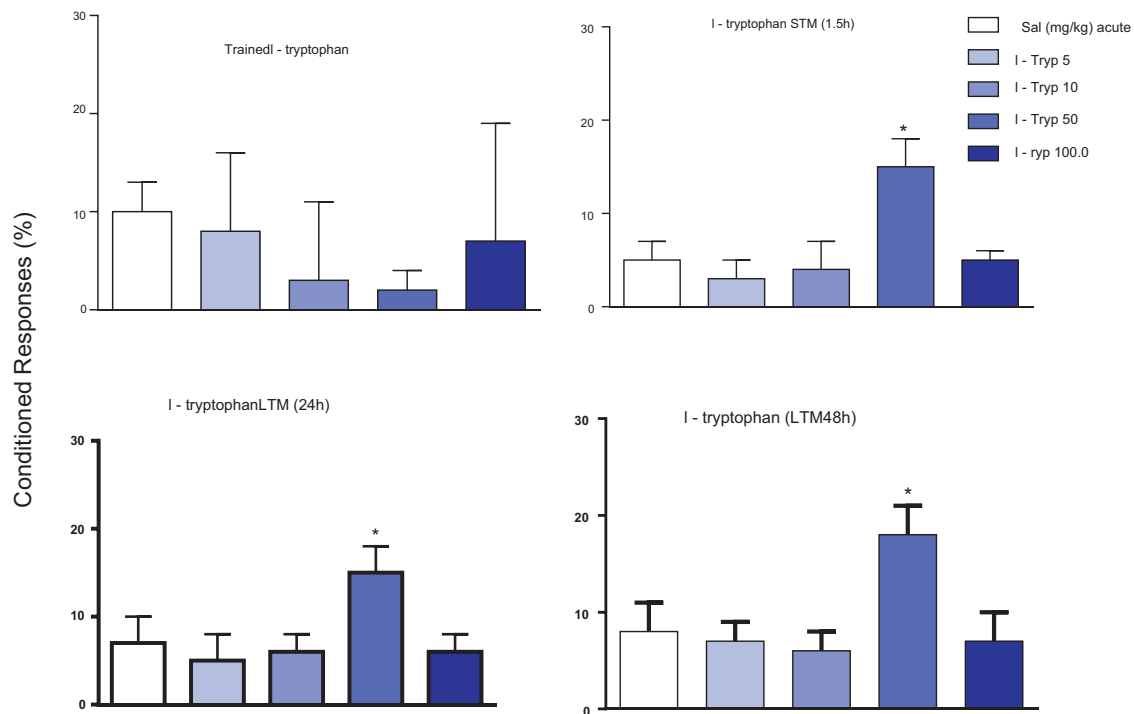 Conditioned Responses (%)
Trainedl - tryptophan
30
20
10
0
l - tryptophan STM (1.5h)
30
20
10
0
*
Sal (mg/kg) acute
l - Tryp 5
l - Tryp 10
l - Tryp 50
l - ryp 100.0
l - tryptophanLTM (24h)
30
20
10
0
*
l - tryptophan (LTM48h)
30
20
10
0
*